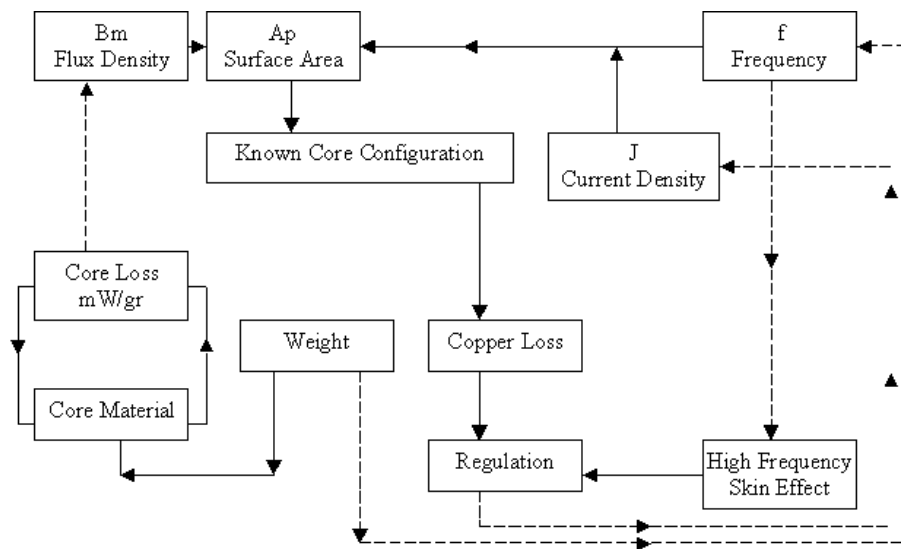 Bm
Flux Density
Ap
Surface Area
f
Frequency
Known Core Configuration
J
Current Density
Core Loss
mW/gr
Weight
Copper Loss
Core Material
Regulation
High Frequency
Skin Effect